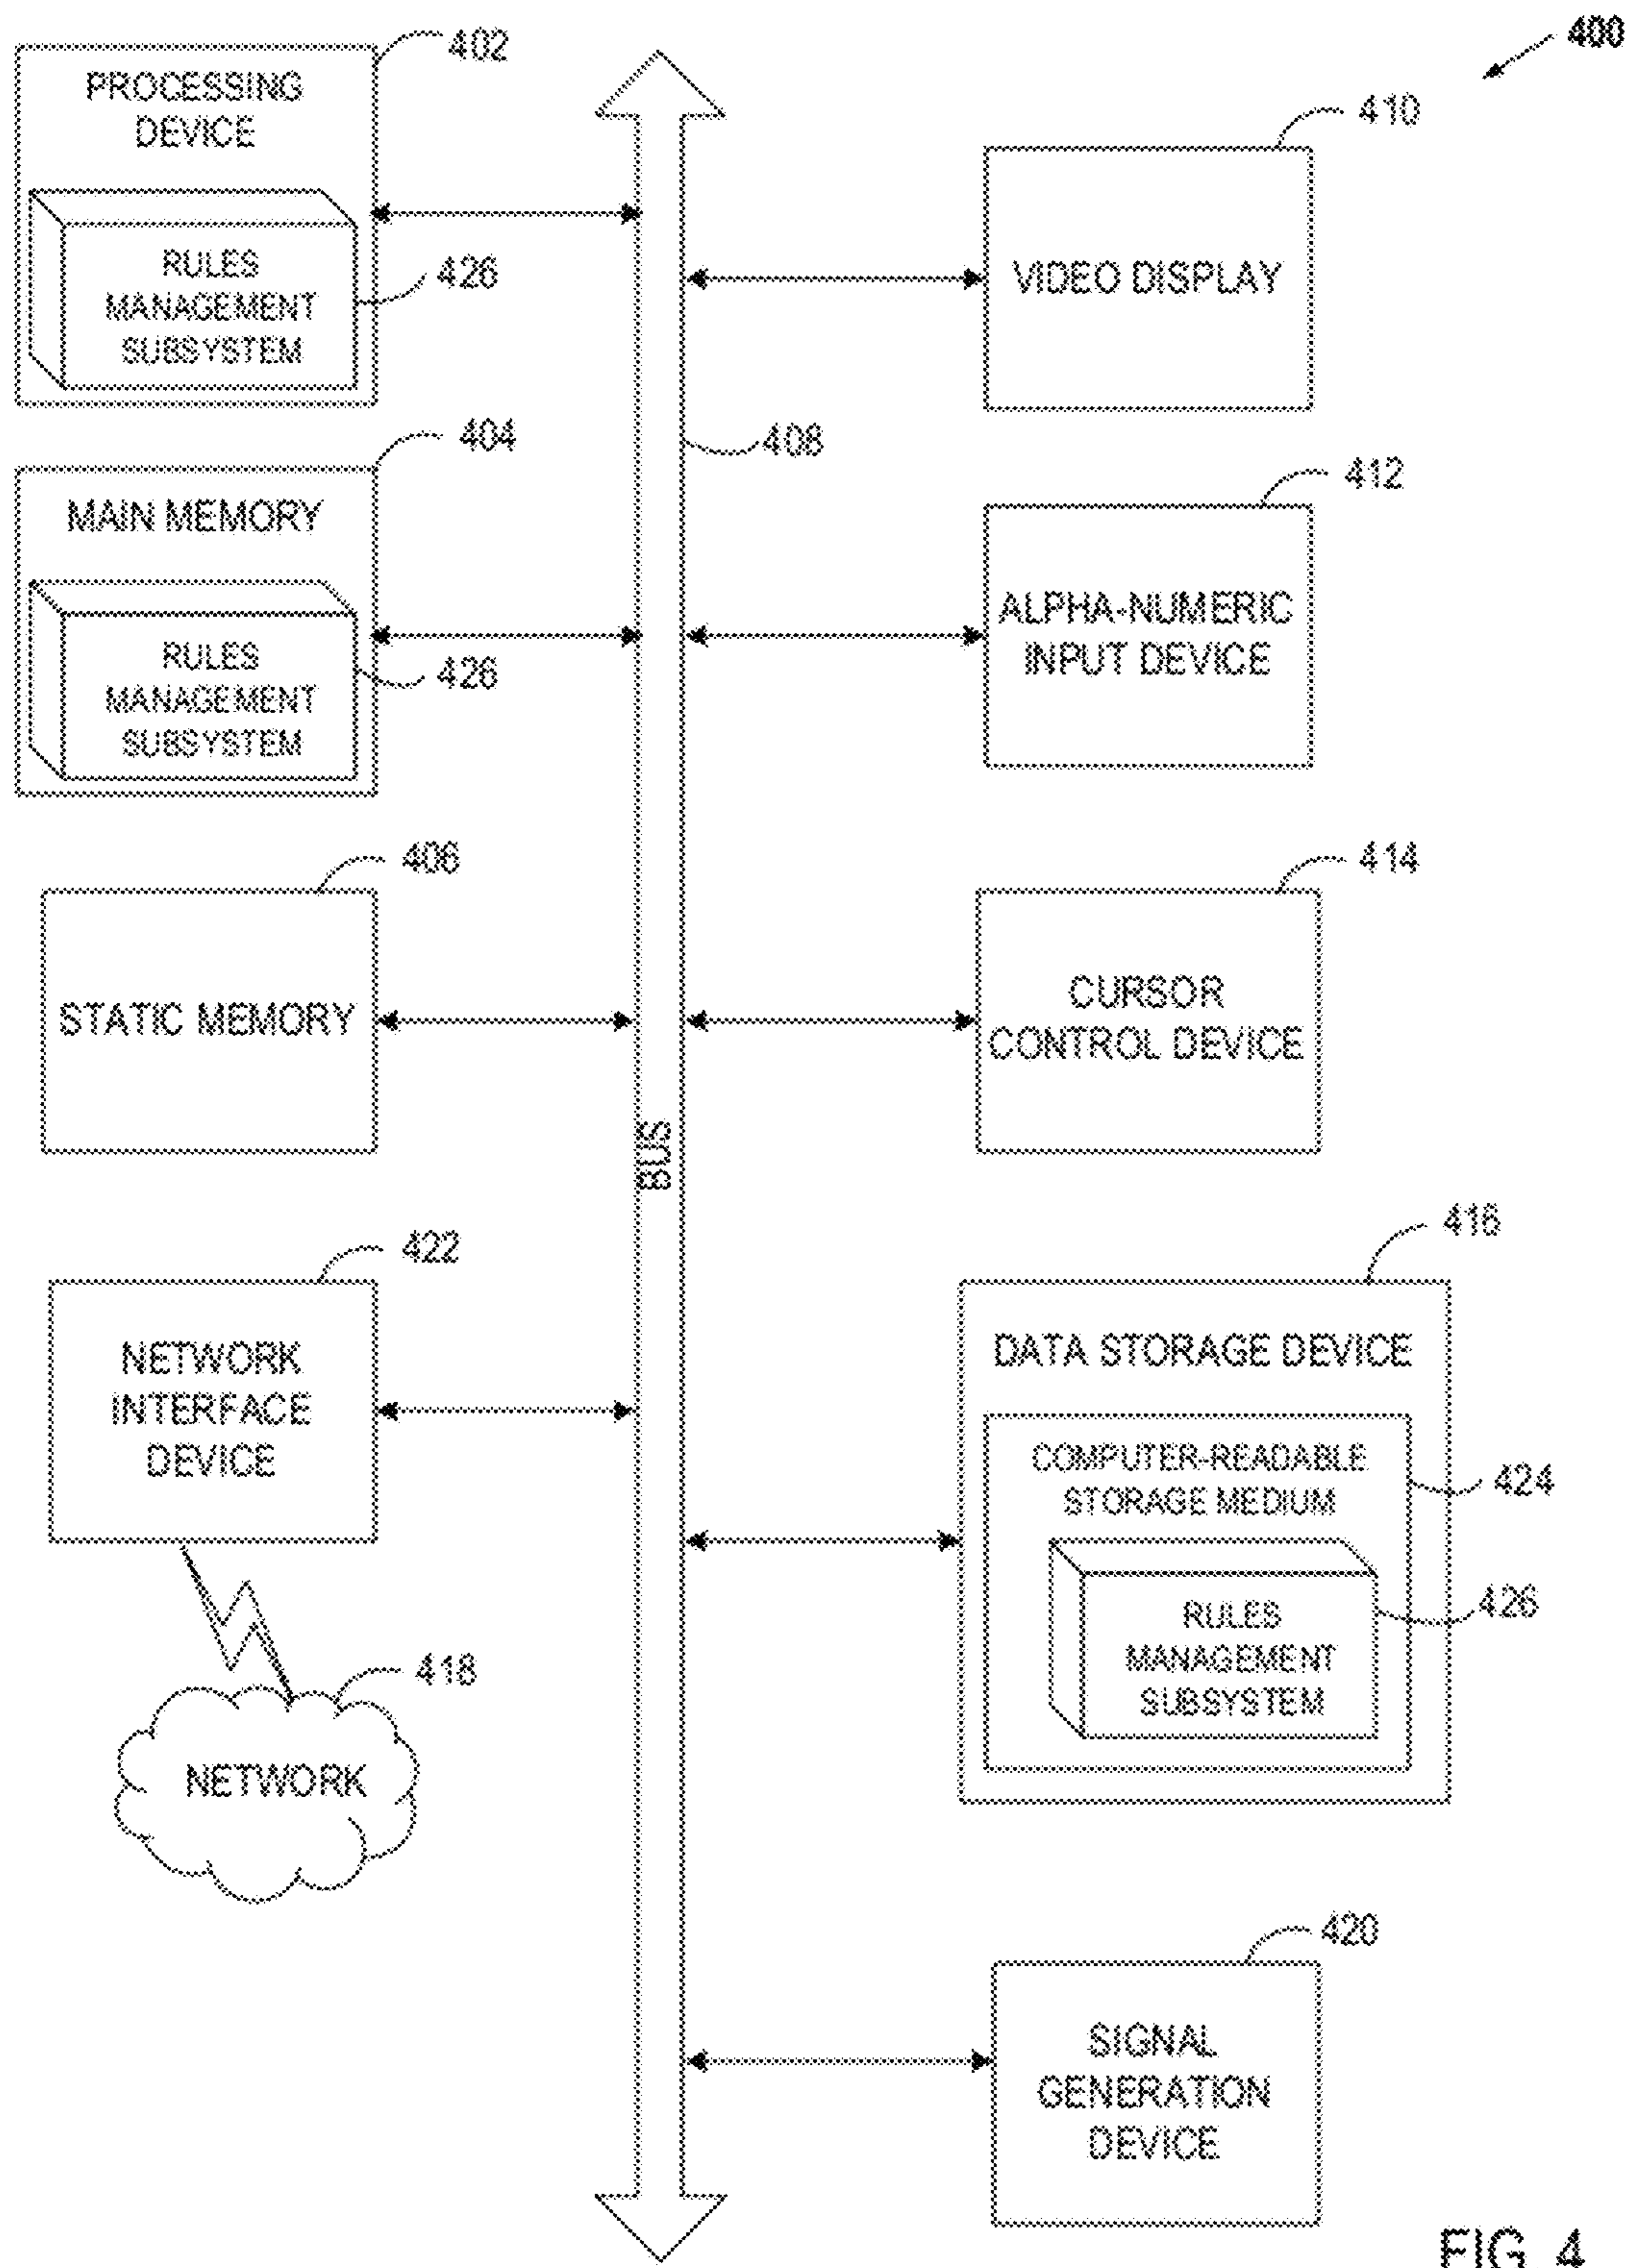 400
402
PROCESSING
DEVICE
RULES
MANAGEMENT
SUBSYSTEM
426
404
MAIN MEMORY
RULES
MANAGEMENT
SUBSYSTEM
426
406
STATIC MEMORY
422
NETWORK
INTERFACE
DEVICE
418
NETWORK
408
BUS
410
VIDEO DISPLAY
412
ALPHA-NUMERIC
INPUT DEVICE
414
CURSOR
CONTROL DEVICE
416
DATA STORAGE DEVICE
COMPUTER-READABLE
STORAGE MEDIUM
424
RULES
MANAGEMENT
SUBSYSTEM
426
420
SIGNAL
GENERATION
DEVICE
FIG. 4